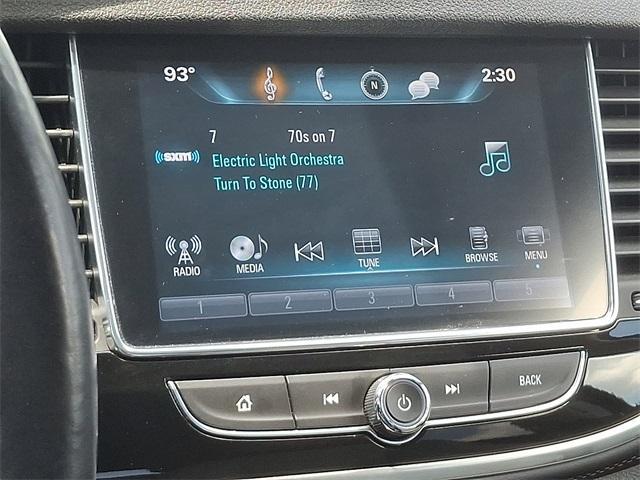 93° N 2:30
7 70s on 7
((sxm)) Electric Light Orchestra
Turn To Stone (77)
RADIO MEDIA TUNE BROWSE MENU
1 2 3 4 5
BACK